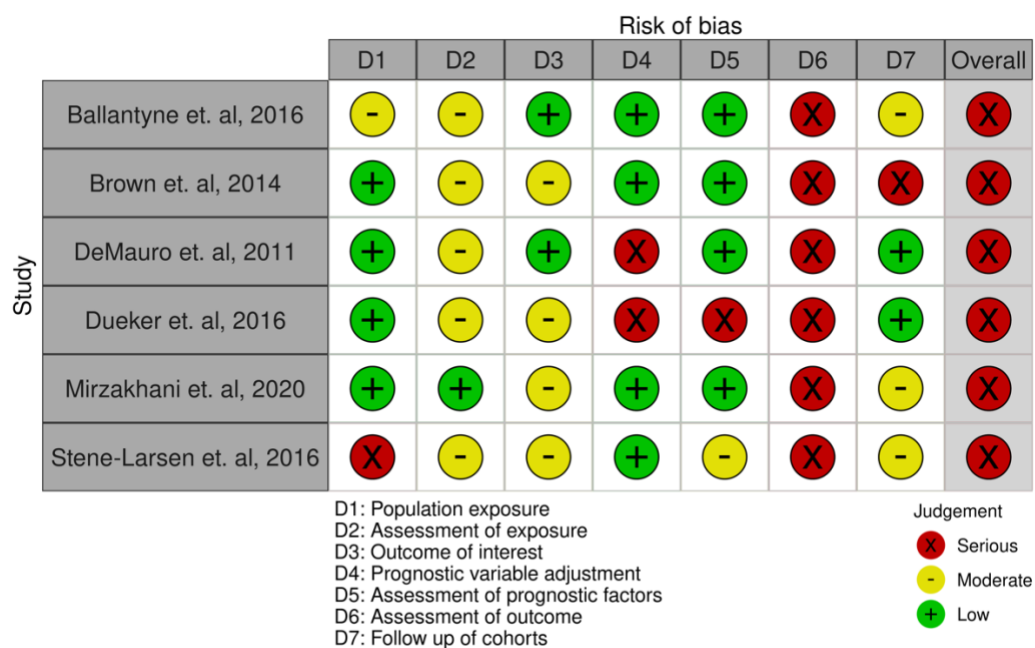 Risk of bias
D1 D2 D3 D4 D5 D6 D7 Overall
Study
Ballantyne et. al, 2016 - - + + + X - X
Brown et. al, 2014 + - - + + X X X
DeMauro et. al, 2011 + - + X + X + X
Dueker et. al, 2016 + - - X X X + X
Mirzakhani et. al, 2020 + + - + + X - X
Stene-Larsen et. al, 2016 X - - + - X - X
D1: Population exposure
D2: Assessment of exposure
D3: Outcome of interest
D4: Prognostic variable adjustment
D5: Assessment of prognostic factors
D6: Assessment of outcome
D7: Follow up of cohorts
Judgement
X Serious
- Moderate
+ Low